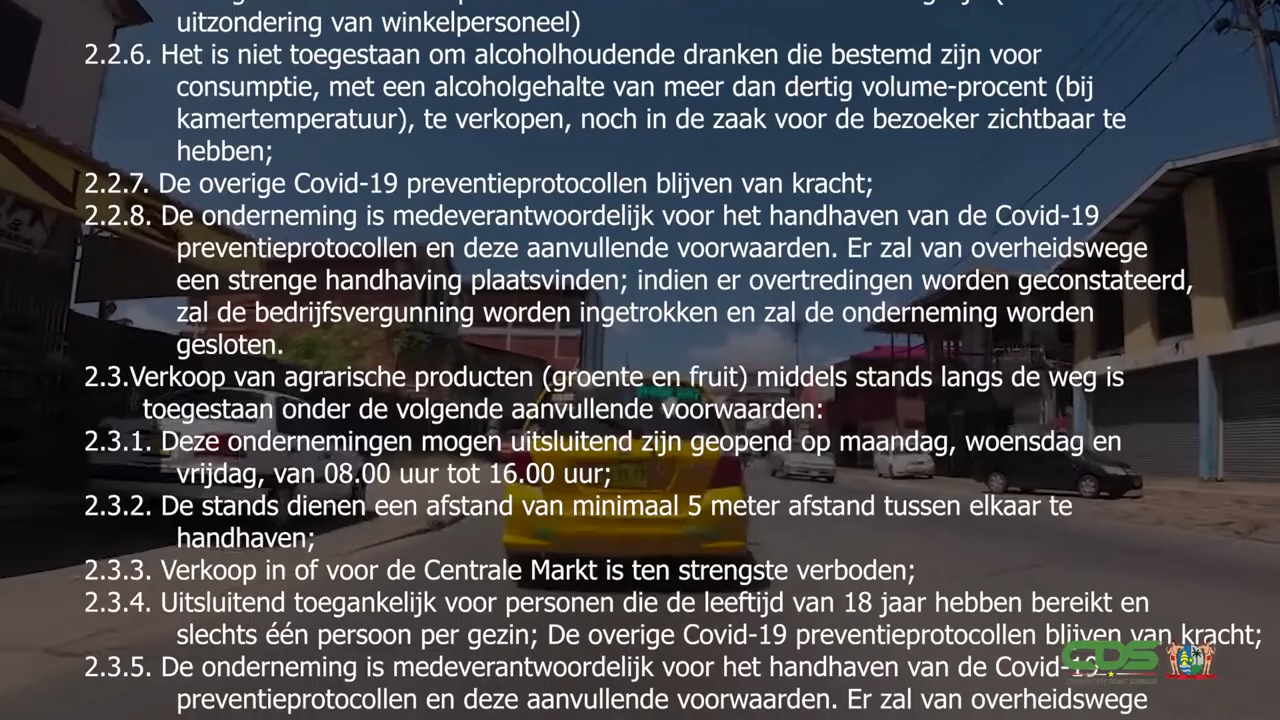 uitzondering van winkelpersoneel)
2.2.6. Het is niet toegestaan om alcoholhoudende dranken die bestemd zijn voor
consumptie, met een alcoholgehalte van meer dan dertig volume-procent (bij
kamertemperatuur), te verkopen, noch in de zaak voor de bezoeker zichtbaar te
hebben;
2.2.7. De overige Covid-19 preventieprotocollen blijven van kracht;
2.2.8. De onderneming is medeverantwoordelijk voor het handhaven van de Covid-19
preventieprotocollen en deze aanvullende voorwaarden. Er zal van overheidswege
een strenge handhaving plaatsvinden; indien er overtredingen worden geconstateerd,
zal de bedrijfsvergunning worden ingetrokken en zal de onderneming worden
gesloten.
2.3.Verkoop van agrarische producten (groente en fruit) middels stands langs de weg is
toegestaan onder de volgende aanvullende voorwaarden:
2.3.1. Deze ondernemingen mogen uitsluitend zijn geopend op maandag, woensdag en
vrijdag, van 08.00 uur tot 16.00 uur;
2.3.2. De stands dienen een afstand van minimaal 5 meter afstand tussen elkaar te
handhaven;
2.3.3. Verkoop in of voor de Centrale Markt is ten strengste verboden;
2.3.4. Uitsluitend toegankelijk voor personen die de leeftijd van 18 jaar hebben bereikt en
slechts één persoon per gezin; De overige Covid-19 preventieprotocollen blijven van kracht;
2.3.5. De onderneming is medeverantwoordelijk voor het handhaven van de Covid-19
preventieprotocollen en deze aanvullende voorwaarden. Er zal van overheidswege
CDS